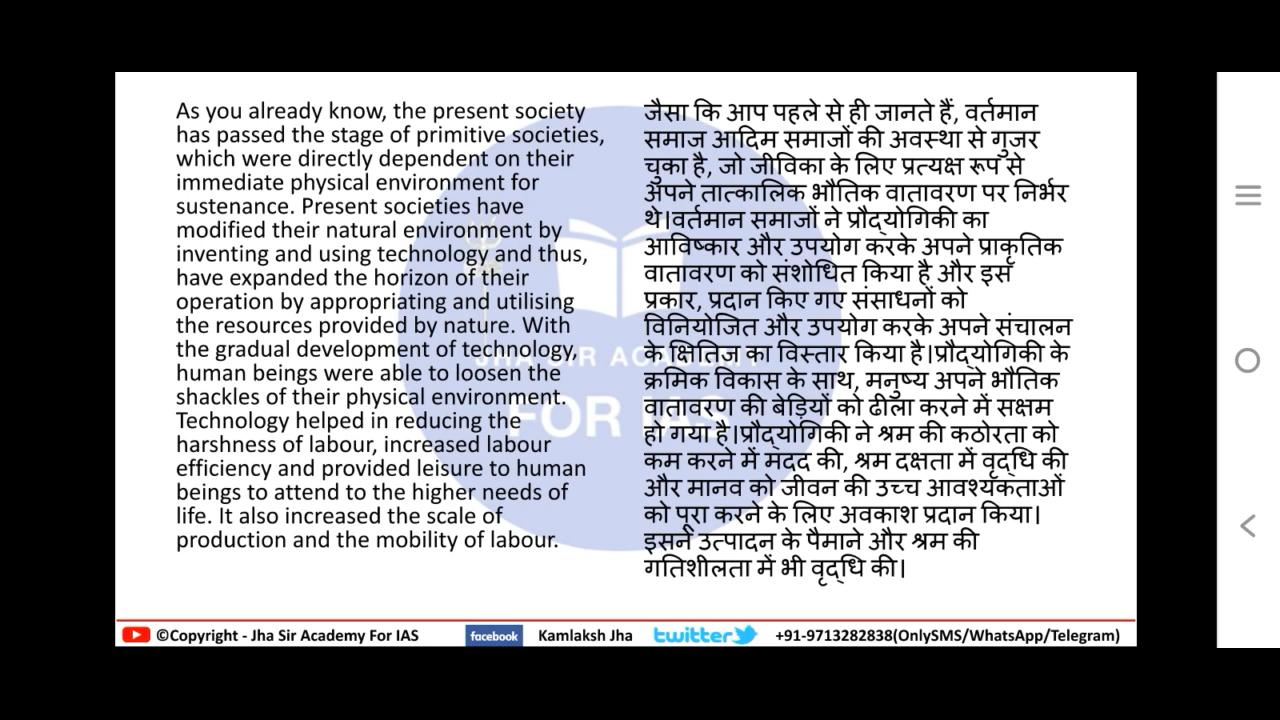 As you already know, the present society
has passed the stage of primitive societies,
which were directly dependent on their
immediate physical environment for
sustenance. Present societies have
modified their natural environment by
inventing and using technology and thus,
have expanded the horizon of their
operation by appropriating and utilising
the resources provided by nature. With
the gradual development of technology,
human beings were able to loosen the
shackles of their physical environment.
Technology helped in reducing the
harshness of labour, increased labour
efficiency and provided leisure to human
beings to attend to the higher needs of
life. It also increased the scale of
production and the mobility of labour.
जैसा कि आप पहले से ही जानते हैं, वर्तमान
समाज आदिम समाजों की अवस्था से गुजर
चुका है, जो जीविका के लिए प्रत्यक्ष रूप से
अपने तात्कालिक भौतिक वातावरण पर निर्भर
थे।वर्तमान समाजों ने प्रौद्योगिकी का
आविष्कार और उपयोग करके अपने प्राकृतिक
वातावरण को संशोधित किया है और इस
प्रकार, प्रदान किए गए संसाधनों को
विनियोजित और उपयोग करके अपने संचालन
के क्षितिज का विस्तार किया है।प्रौद्योगिकी के
क्रमिक विकास के साथ, मनुष्य अपने भौतिक
वातावरण की बेड़ियों को ढीला करने में सक्षम
हो गया है।प्रौद्योगिकी ने श्रम की कठोरता को
कम करने में मदद की, श्रम दक्षता में वृद्धि की
और मानव को जीवन की उच्च आवश्यकताओं
को पूरा करने के लिए अवकाश प्रदान किया।
इसने उत्पादन के पैमाने और श्रम की
गतिशीलता में भी वृद्धि की।
JHA SIR ACADEMY
FOR IAS
©Copyright - Jha Sir Academy For IAS
facebook
Kamlaksh Jha
twitter
+91-9713282838(OnlySMS/WhatsApp/Telegram)